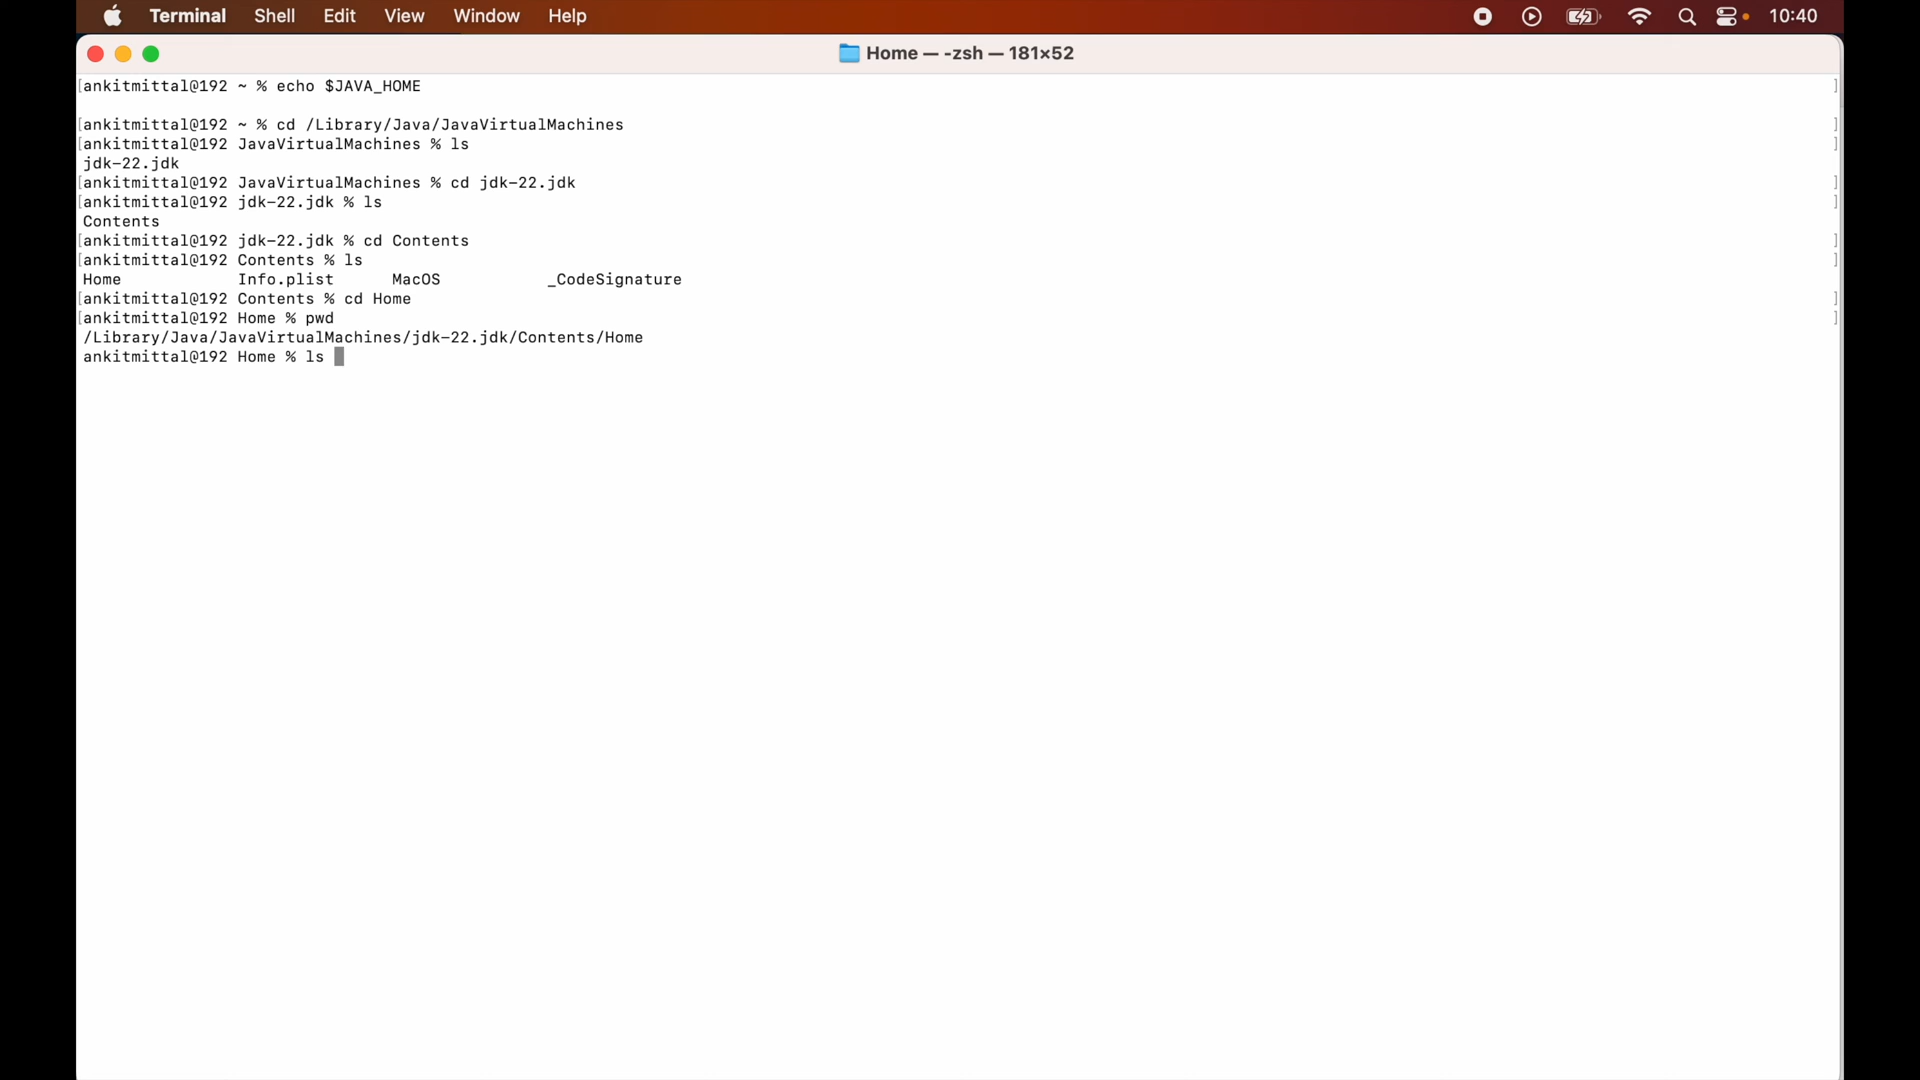 Terminal Shell Edit View Window Help 10:40
Home — -zsh — 181×52
[ankitmittal@192 ~ % echo $JAVA_HOME ]
[ankitmittal@192 ~ % cd /Library/Java/JavaVirtualMachines ]
[ankitmittal@192 JavaVirtualMachines % ls ]
jdk-22.jdk
[ankitmittal@192 JavaVirtualMachines % cd jdk-22.jdk ]
[ankitmittal@192 jdk-22.jdk % ls ]
Contents
[ankitmittal@192 jdk-22.jdk % cd Contents ]
[ankitmittal@192 Contents % ls ]
Home Info.plist MacOS _CodeSignature
[ankitmittal@192 Contents % cd Home ]
[ankitmittal@192 Home % pwd ]
/Library/Java/JavaVirtualMachines/jdk-22.jdk/Contents/Home
ankitmittal@192 Home % ls